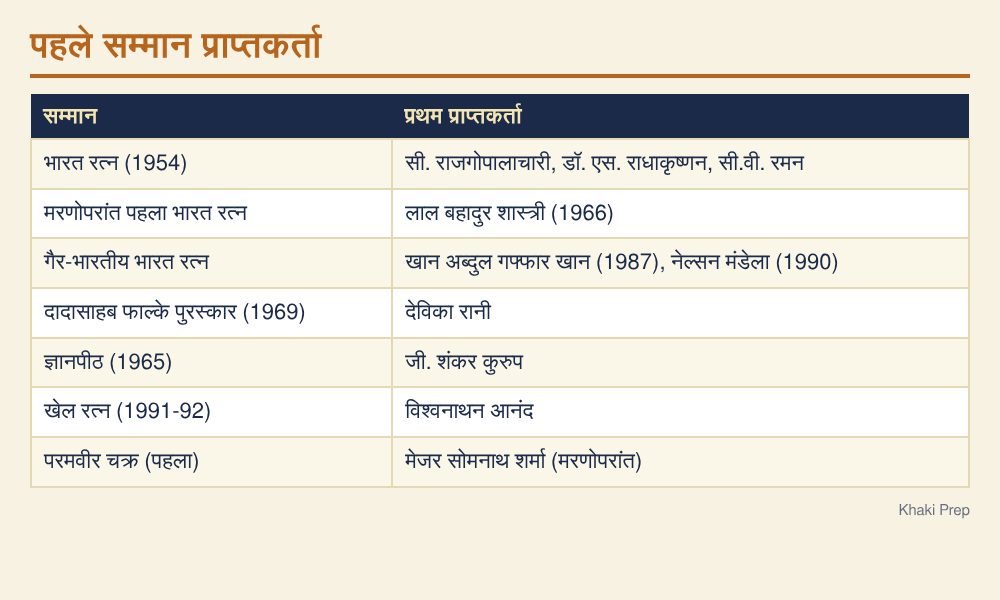 पहले सम्मान प्राप्तकर्ता
सम्मान प्रथम प्राप्तकर्ता
भारत रत्न (1954) सी. राजगोपालाचारी, डॉ. एस. राधाकृष्णन, सी.वी. रमन
मरणोपरांत पहला भारत रत्न लाल बहादुर शास्त्री (1966)
गैर-भारतीय भारत रत्न खान अब्दुल गफ्फार खान (1987), नेल्सन मंडेला (1990)
दादासाहब फाल्के पुरस्कार (1969) देविका रानी
ज्ञानपीठ (1965) जी. शंकर कुरुप
खेल रत्न (1991-92) विश्वनाथन आनंद
परमवीर चक्र (पहला) मेजर सोमनाथ शर्मा (मरणोपरांत)
Khaki Prep